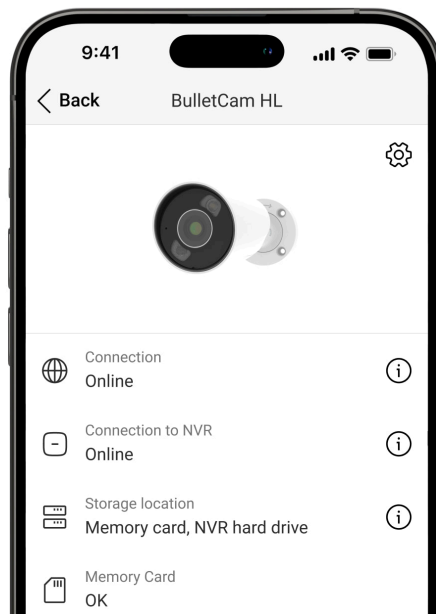 9:41
Back
BulletCam HL
Connection
Online
Connection to NVR
Online
Storage location
Memory card, NVR hard drive
Memory Card
OK